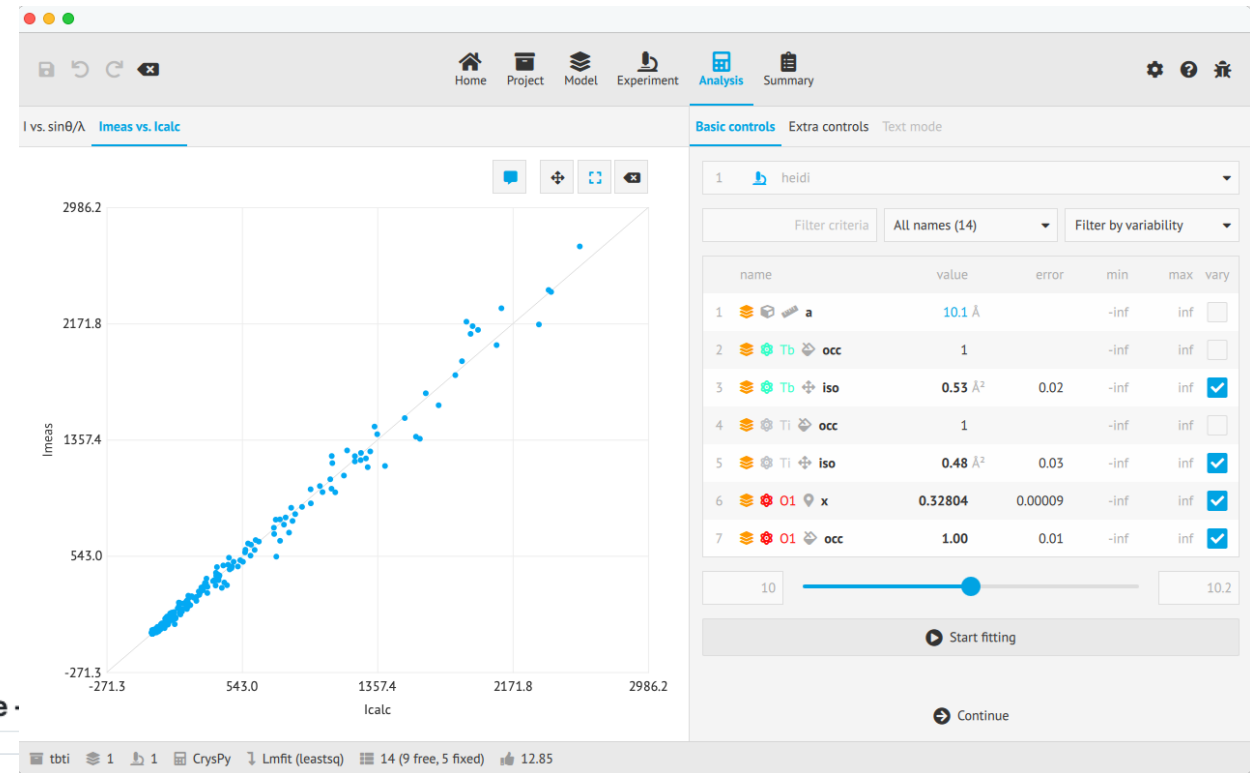 Home Project Model Experiment Analysis Summary
I vs. sinθ/λ Imeas vs. Icalc
Basic controls Extra controls Text mode
1 heidi
Filter criteria All names (14) Filter by variability
name value error min max vary
1 a 10.1 Å -inf inf
2 Tb occ 1 -inf inf
3 Tb iso 0.53 Å² 0.02 -inf inf
4 Ti occ 1 -inf inf
5 Ti iso 0.48 Å² 0.03 -inf inf
6 O1 x 0.32804 0.00009 -inf inf
7 O1 occ 1.00 0.01 -inf inf
10 10.2
Start fitting
Continue
2986.2
2171.8
1357.4
543.0
-271.3
Imeas
-271.3 543.0 1357.4 2171.8 2986.2
Icalc
e -
tbti 1 1 CrysPy Lmfit (leastsq) 14 (9 free, 5 fixed) 12.85